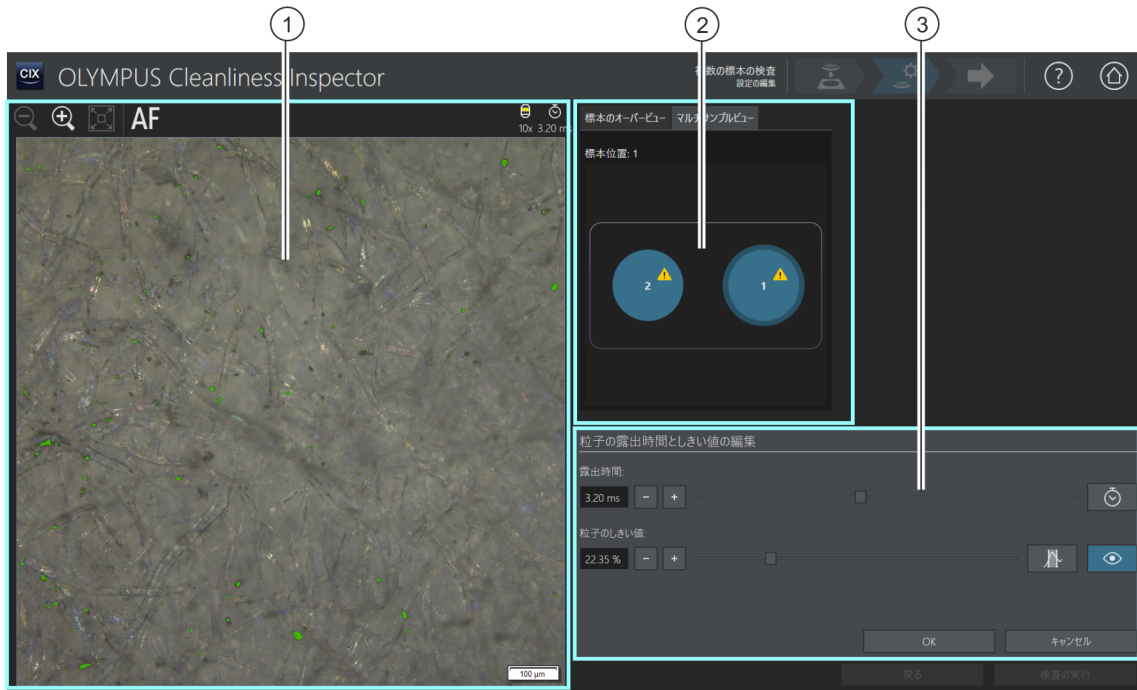 1
2
3
CIX
OLYMPUS Cleanliness Inspector
数の標本の検査
設定の編集
?
AF
10x 3.20 ms
標本のオーバービュー マルチサンプルビュー
標本位置: 1
2
1
100 µm
粒子の露出時間としきい値の編集
露出時間:
3.20 ms - +
粒子のしきい値:
22.35 % - +
OK キャンセル
戻る 検査の実行